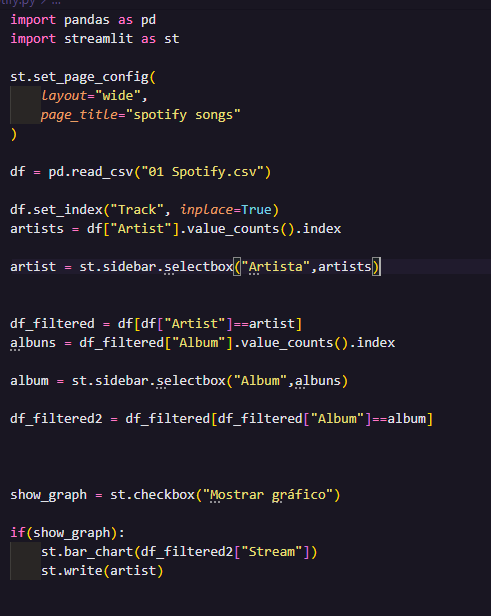 import pandas as pd
import streamlit as st
st.set_page_config(
layout="wide",
page_title="spotify songs"
)
df = pd.read_csv("01 Spotify.csv")
df.set_index("Track", inplace=True)
artists = df["Artist"].value_counts().index
artist = st.sidebar.selectbox("Artista",artists)
df_filtered = df[df["Artist"]==artist]
albuns = df_filtered["Album"].value_counts().index
album = st.sidebar.selectbox("Album",albuns)
df_filtered2 = df_filtered[df_filtered["Album"]==album]
show_graph = st.checkbox("Mostrar gráfico")
if(show_graph):
st.bar_chart(df_filtered2["Stream"])
st.write(artist)